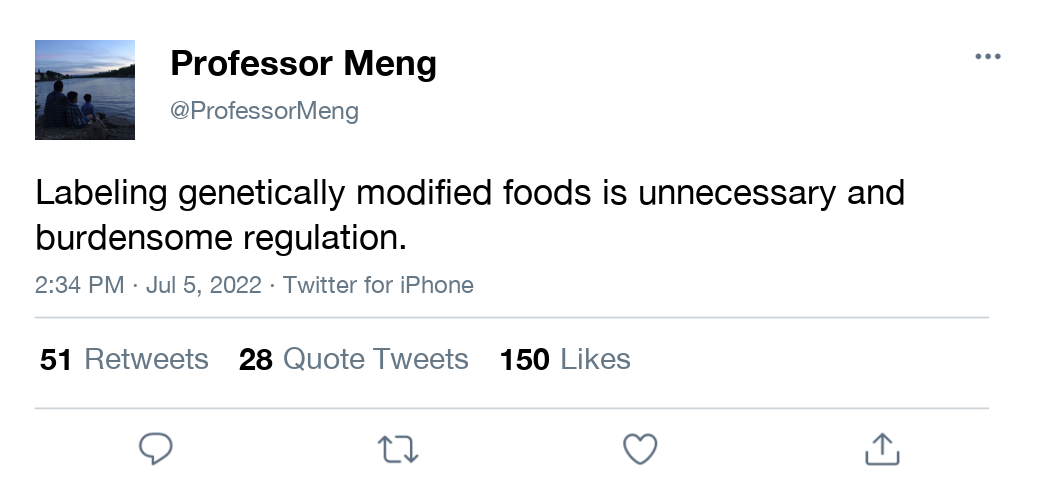 Professor Meng
@ProfessorMeng
Labeling genetically modified foods is unnecessary and
burdensome regulation.
2:34 PM · Jul 5, 2022 · Twitter for iPhone
51 Retweets 28 Quote Tweets 150 Likes